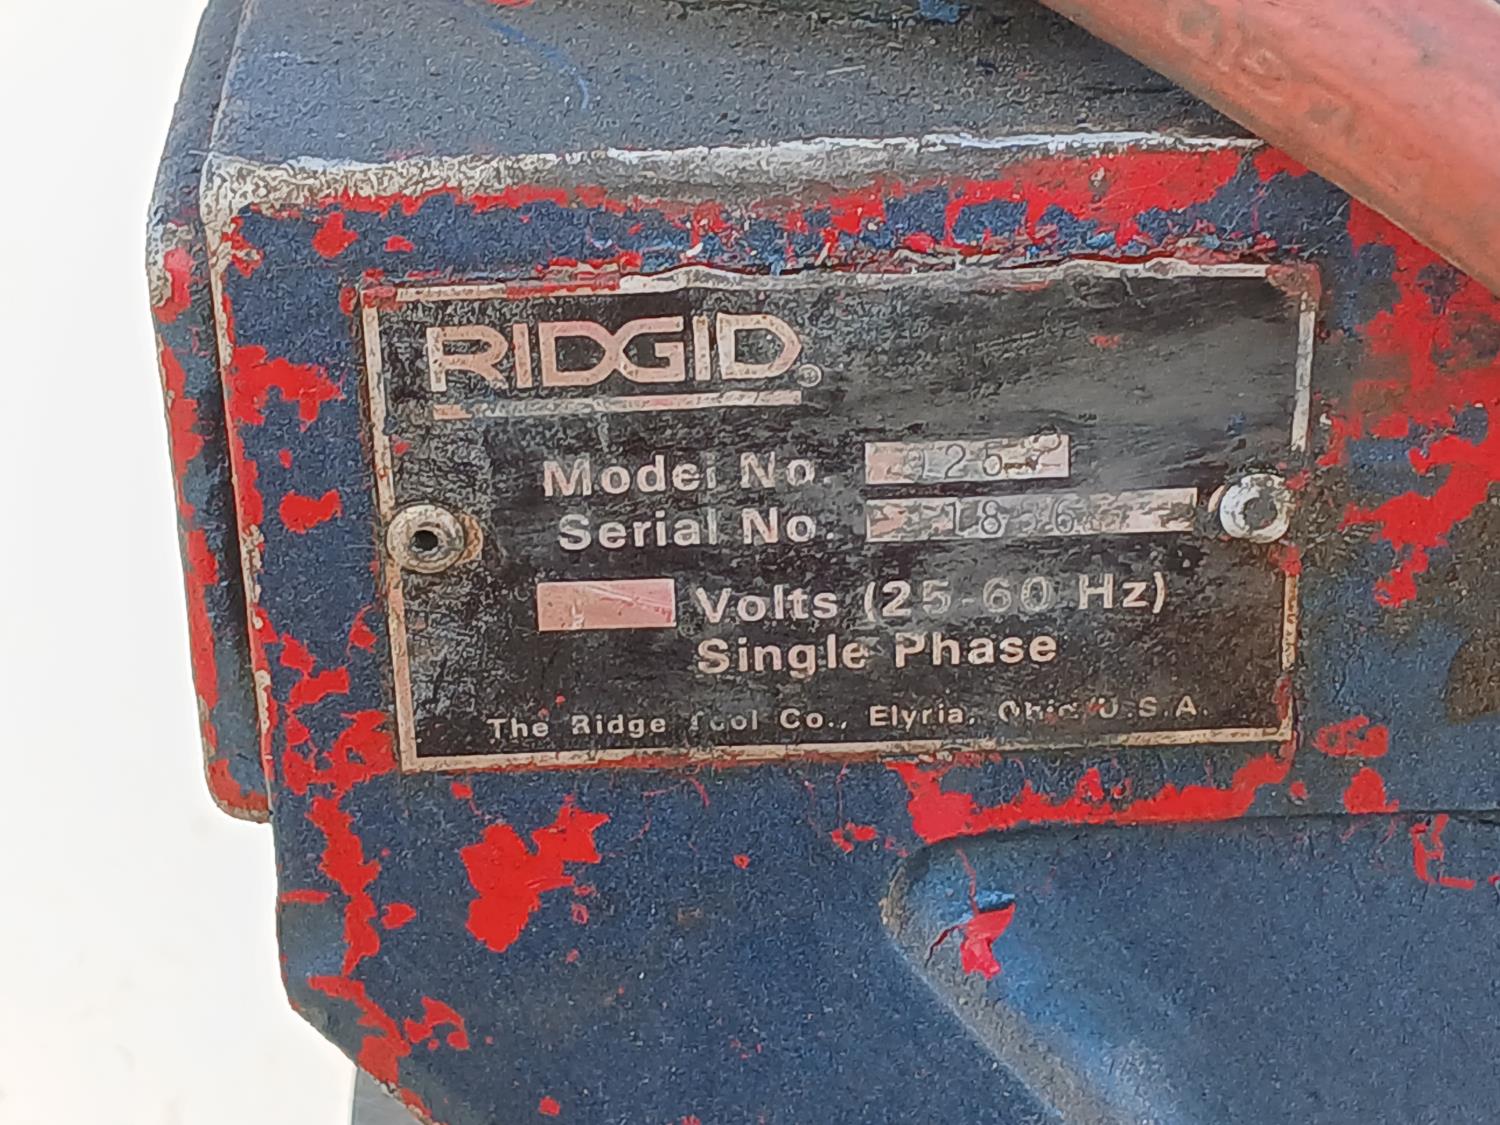 RIDGID®
Model No.
Serial No.
Volts (25-60 Hz)
Single Phase
The Ridge Tool Co., Elyria, Ohio U.S.A.